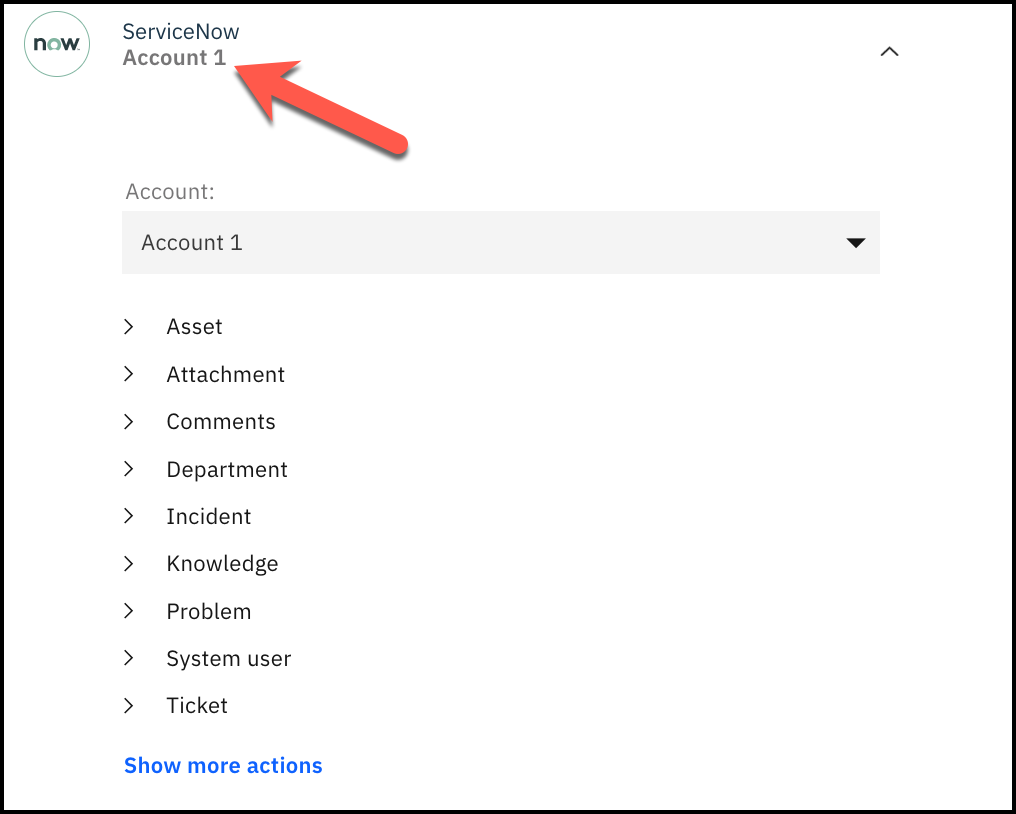 now.
ServiceNow
Account 1
Account:
Account 1
Asset
Attachment
Comments
Department
Incident
Knowledge
Problem
System user
Ticket
Show more actions